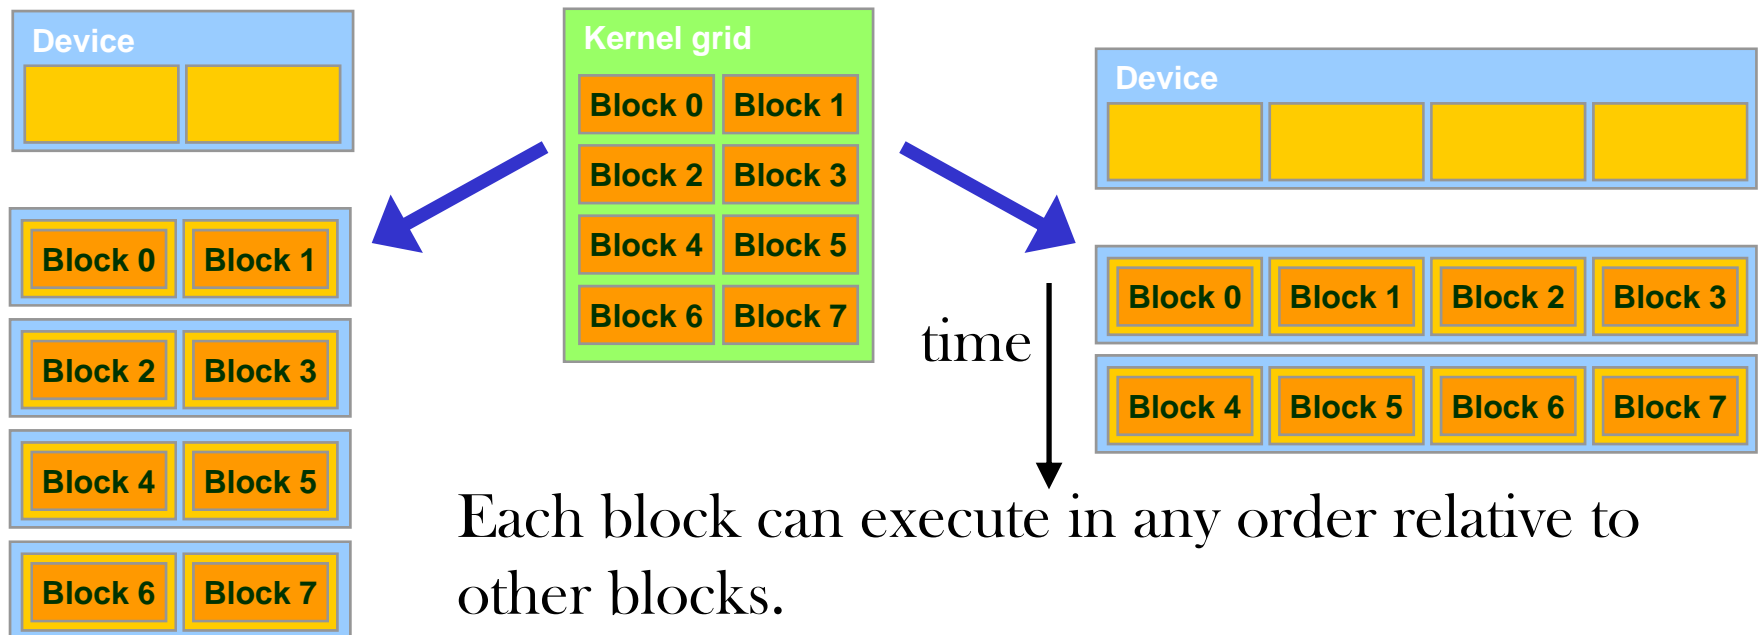 Device
Block 0 Block 1
Block 2 Block 3
Block 4 Block 5
Block 6 Block 7
Kernel grid
Block 0 Block 1
Block 2 Block 3
Block 4 Block 5
Block 6 Block 7
time
Device
Block 0 Block 1 Block 2 Block 3
Block 4 Block 5 Block 6 Block 7
Each block can execute in any order relative to
other blocks.